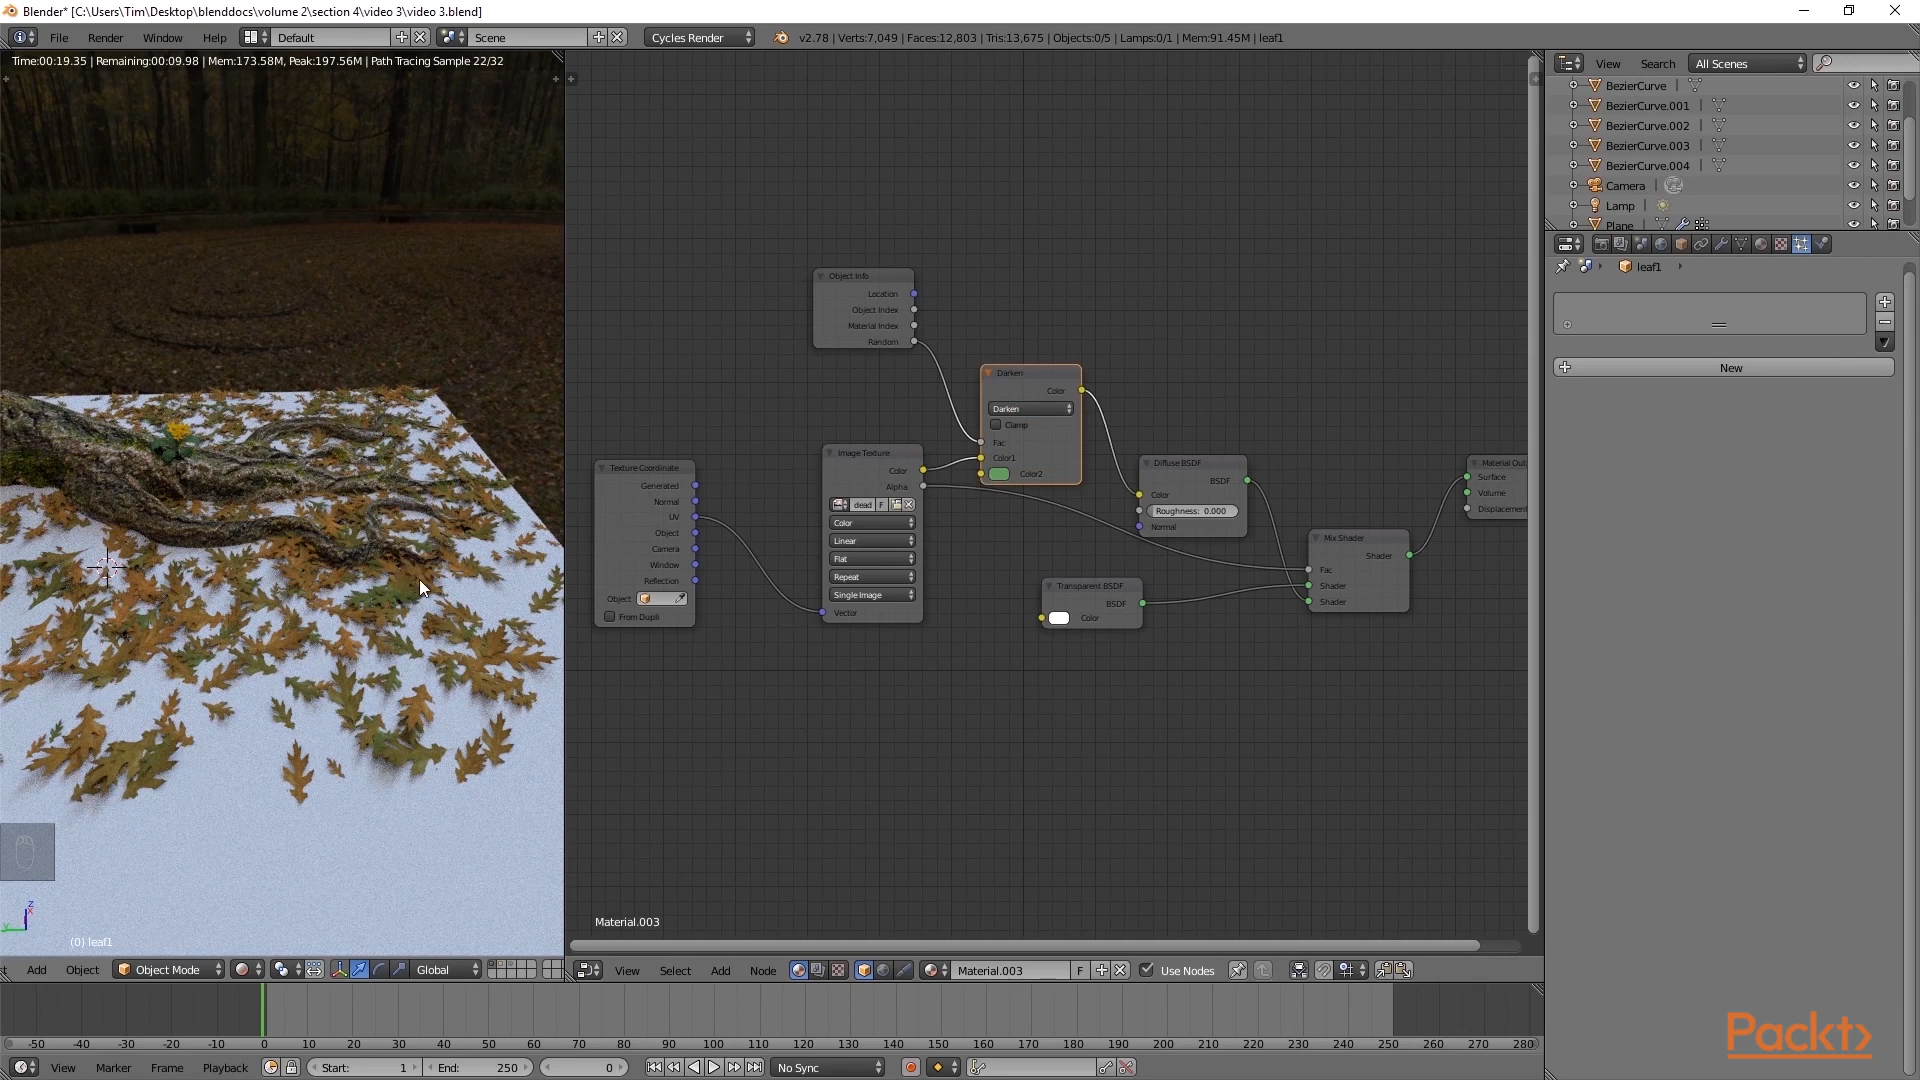 Blender* [C:\Users\Tim\Desktop\blenddocs\volume 2\section 4\video 3\video 3.blend]
File Render Window Help Default Scene Cycles Render v2.78 | Verts:7,049 | Faces:12,803 | Tris:13,675 | Objects:0/5 | Lamps:0/1 | Mem:91.45M | leaf1
Time:00:19.35 | Remaining:00:09.98 | Mem:173.58M, Peak:197.56M | Path Tracing Sample 22/32
View Search All Scenes
BezierCurve
BezierCurve.001
BezierCurve.002
BezierCurve.003
BezierCurve.004
Camera
Lamp
Plane
leaf1
New
Object Info
Location
Object Index
Material Index
Random
Darken
Color
Darken
Clamp
Fac
Color1
Color2
Texture Coordinate
Generated
Normal
UV
Object
Camera
Window
Reflection
Object:
From Dupli
Image Texture
Color
Alpha
dead F
Color
Linear
Flat
Repeat
Single Image
Vector
Diffuse BSDF
BSDF
Color
Roughness: 0.000
Normal
Transparent BSDF
BSDF
Color
Mix Shader
Shader
Fac
Shader
Shader
Material Out
Surface
Volume
Displacement
Material.003
z
x
y
(0) leaf1
Add Object Object Mode Global
View Select Add Node Material.003 F Use Nodes
-50 -40 -30 -20 -10 0 10 20 30 40 50 60 70 80 90 100 110 120 130 140 150 160 170 180 190 200 210 220 230 240 250 260 270 280
View Marker Frame Playback Start: 1 End: 250 0 No Sync
Packt>